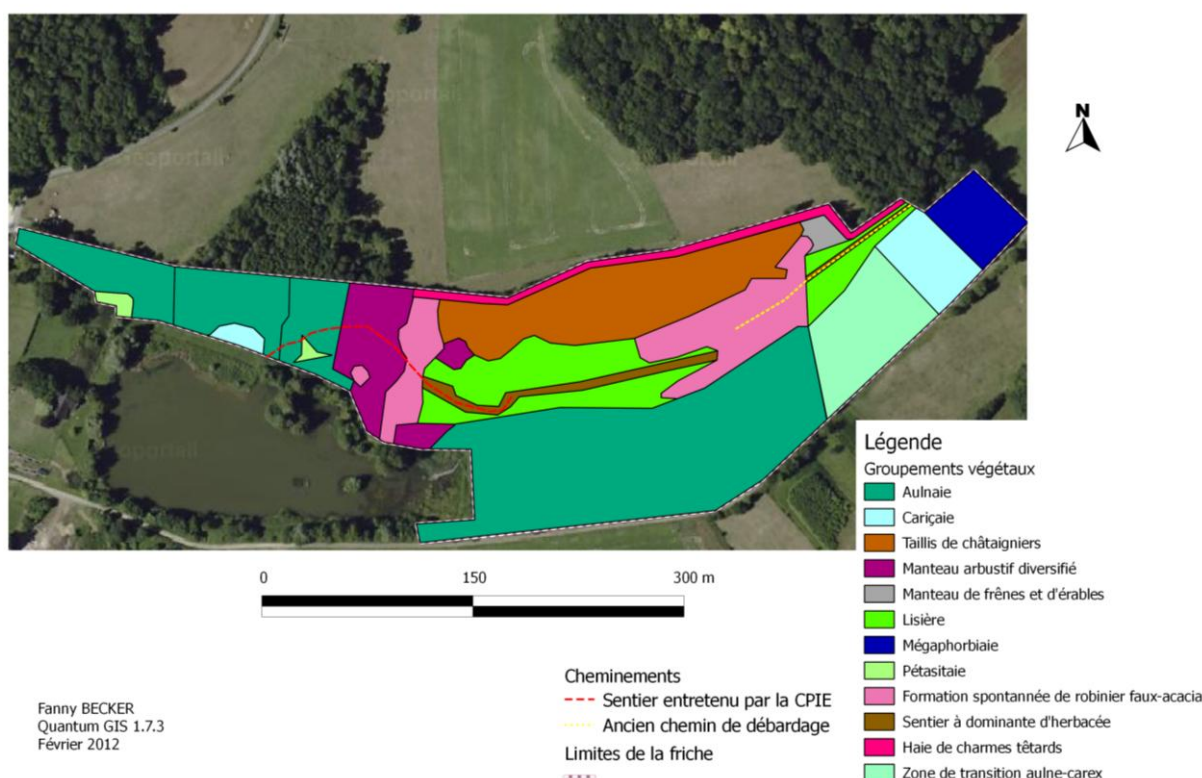 N
0 150 300 m
Légende
Groupements végétaux
Aulnaie
Cariçaie
Taillis de châtaigniers
Manteau arbustif diversifié
Manteau de frênes et d'érables
Lisière
Mégaphorbiaie
Pétasitaie
Formation spontannée de robinier faux-acacia
Sentier à dominante d'herbacée
Haie de charmes têtards
Zone de transition aulne-carex
Cheminements
Sentier entretenu par la CPIE
Ancien chemin de débardage
Limites de la friche
Fanny BECKER
Quantum GIS 1.7.3
Février 2012